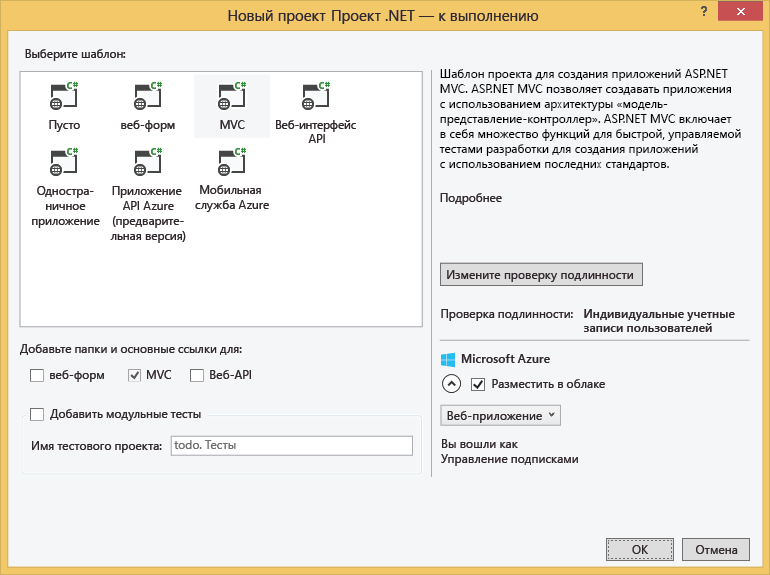 Новый проект Проект .NET — к выполнению
?
Выберите шаблон:
C#
C#
C#
C#
Пусто
веб-форм
MVC
Веб-интерфейс
API
C#
C#
C#
Одностра-
ничное
приложение
Приложение
API Azure
(предварите-
льная версия)
Мобильная
служба Azure
Шаблон проекта для создания приложений ASP.NET
MVC. ASP.NET MVC позволяет создавать приложения
с использованием архитектуры «модель-
представление-контроллер». ASP.NET MVC включает
в себя множество функций для быстрой, управляемой
тестами разработки для создания приложений
с использованием последних стандартов.
Подробнее
Измените проверку подлинности
Проверка подлинности: Индивидуальные учетные
записи пользователей
Добавьте папки и основные ссылки для:
веб-форм
MVC
Веб-API
Добавить модульные тесты
Имя тестового проекта:
todo. Тесты
Microsoft Azure
Разместить в облаке
Веб-приложение
Вы вошли как
Управление подписками
OK
Отмена